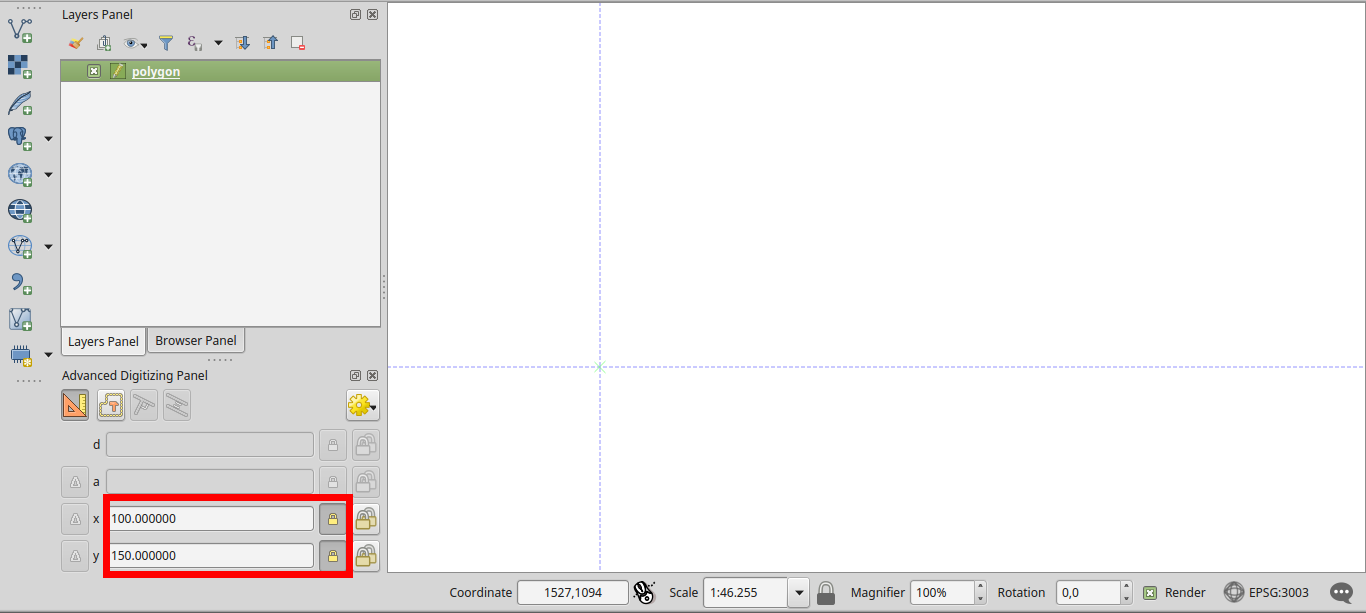 Layers Panel
polygon
Layers Panel Browser Panel
Advanced Digitizing Panel
d
a
x 100.000000
y 150.000000
Coordinate 1527,1094 Scale 1:46.255 Magnifier 100% Rotation 0,0 Render EPSG:3003